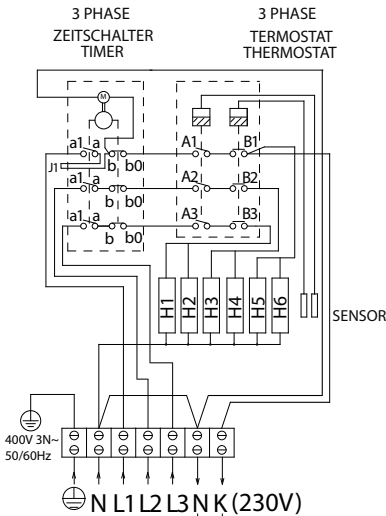 3 PHASE
ZEITSCHALTER
TIMER
3 PHASE
TERMOSTAT
THERMOSTAT
M
a1 a b b0 A1 B1
J1
a1 a b b0 A2 B2
a1 a b b0 A3 B3
H1 H2 H3 H4 H5 H6
SENSOR
400V 3N~
50/60Hz
N L1 L2 L3 N K (230V)